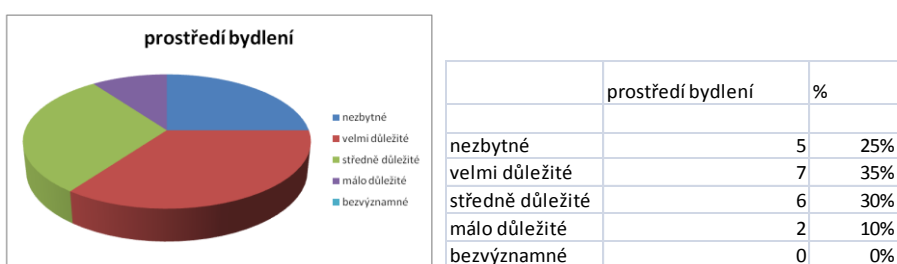 prostředí bydlení
nezbytné
velmi důležité
středně důležité
málo důležité
bezvýznamné
prostředí bydlení %
nezbytné 5 25%
velmi důležité 7 35%
středně důležité 6 30%
málo důležité 2 10%
bezvýznamné 0 0%